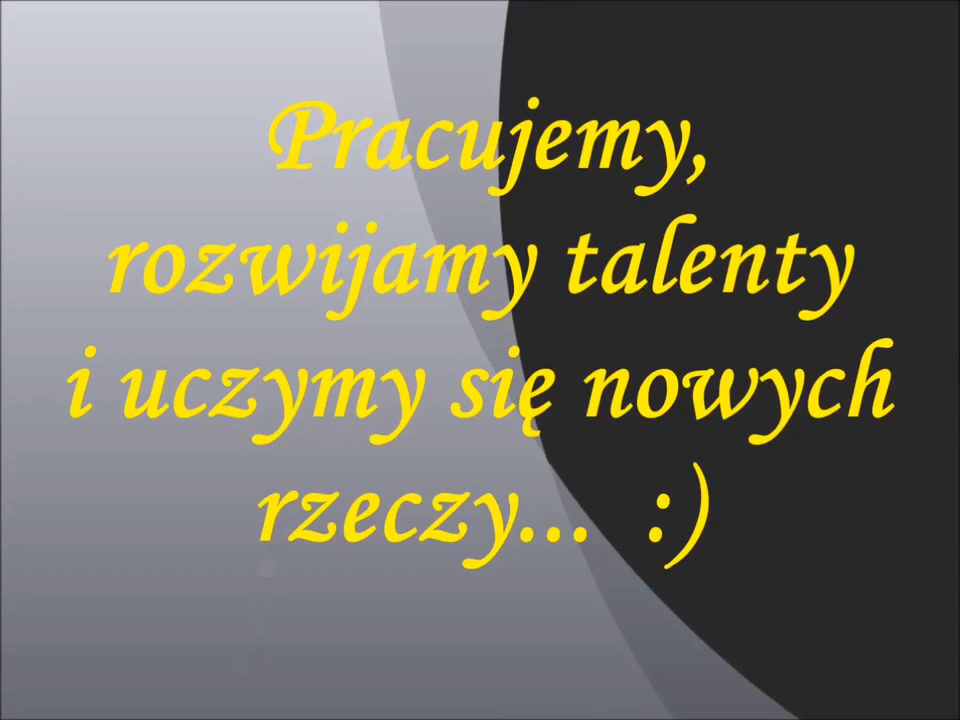 Pracujemy,
rozwijamy talenty
i uczymy się nowych
rzeczy... :)